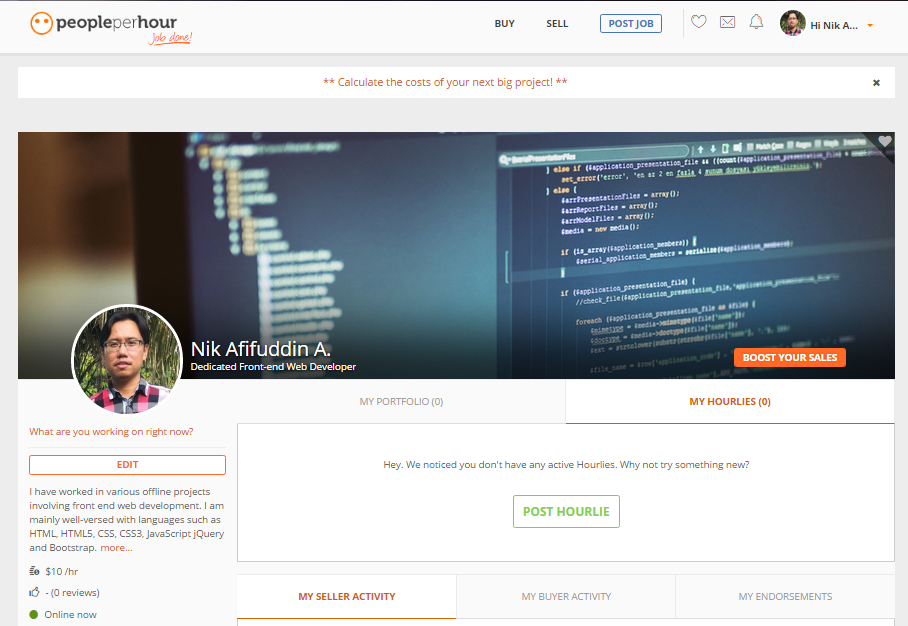 peopleperhour
Job done!
BUY
SELL
POST JOB
Hi Nik A...
** Calculate the costs of your next big project! **
} else if ($application_presentation_file && ((count($application_presentation_file)
set_error('error', 'en az 2 en fazla 4 sunum dosyası yükleyebilirsiniz.');
} else {
$arrPresentationFiles = array();
$arrReportFiles = array();
$arrModelFiles = array();
$media = new media();
if (is_array($application_members)) {
$serial_application_members = serialize($application_members);
}
if ($application_presentation_file) {
//check_file($application_presentation_file,'application_presentation_file');
foreach ($application_presentation_file as $file) {
Nik Afifuddin A.
Dedicated Front-end Web Developer
BOOST YOUR SALES
MY PORTFOLIO (0)
MY HOURLIES (0)
What are you working on right now?
EDIT
I have worked in various offline projects
involving front end web development. I am
mainly well-versed with languages such as
HTML, HTML5, CSS, CSS3, JavaScript jQuery
and Bootstrap. more...
$10 /hr
- (0 reviews)
Online now
Hey. We noticed you don't have any active Hourlies. Why not try something new?
POST HOURLIE
MY SELLER ACTIVITY
MY BUYER ACTIVITY
MY ENDORSEMENTS